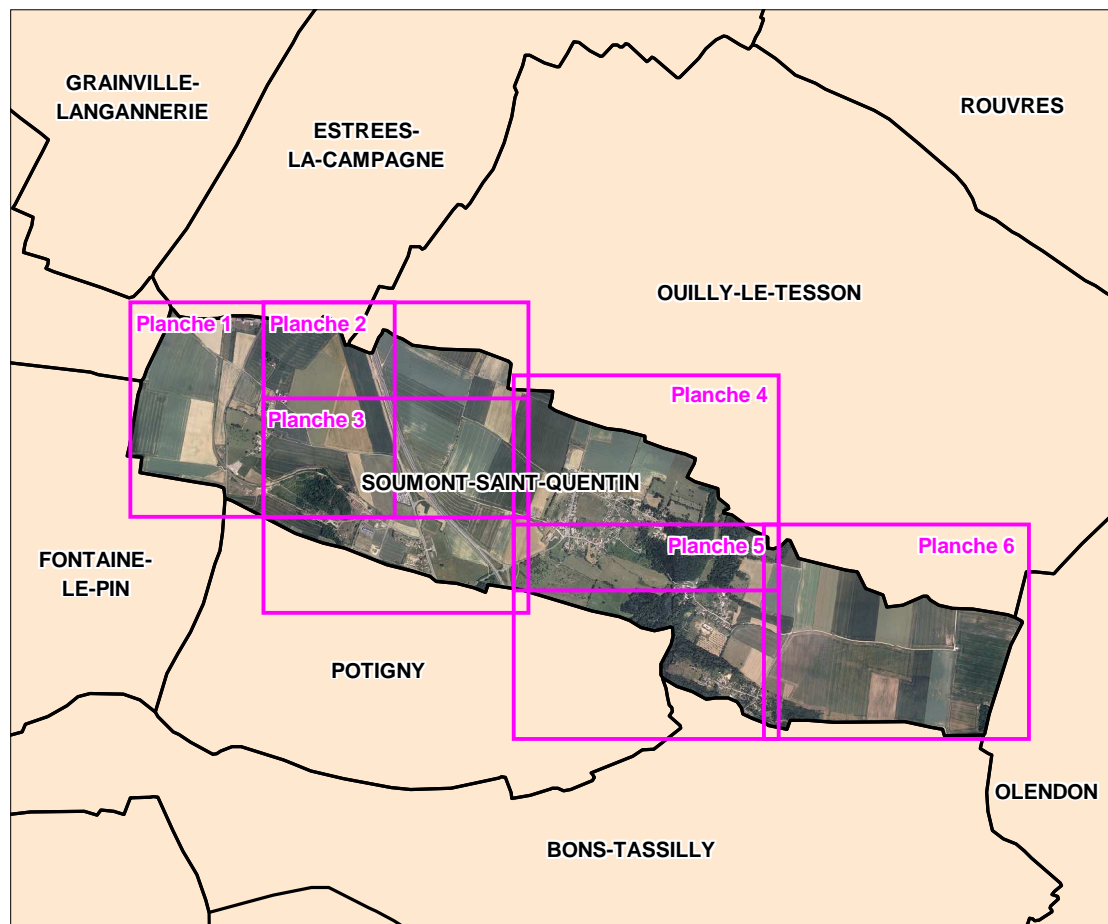 GRAINVILLE-
LANGANNERIE
ESTREES-
LA-CAMPAGNE
ROUVRES
OUILLY-LE-TESSON
Planche 1
Planche 2
Planche 4
Planche 3
SOUMONT-SAINT-QUENTIN
Planche 5
Planche 6
FONTAINE-
LE-PIN
POTIGNY
OLENDON
BONS-TASSILLY